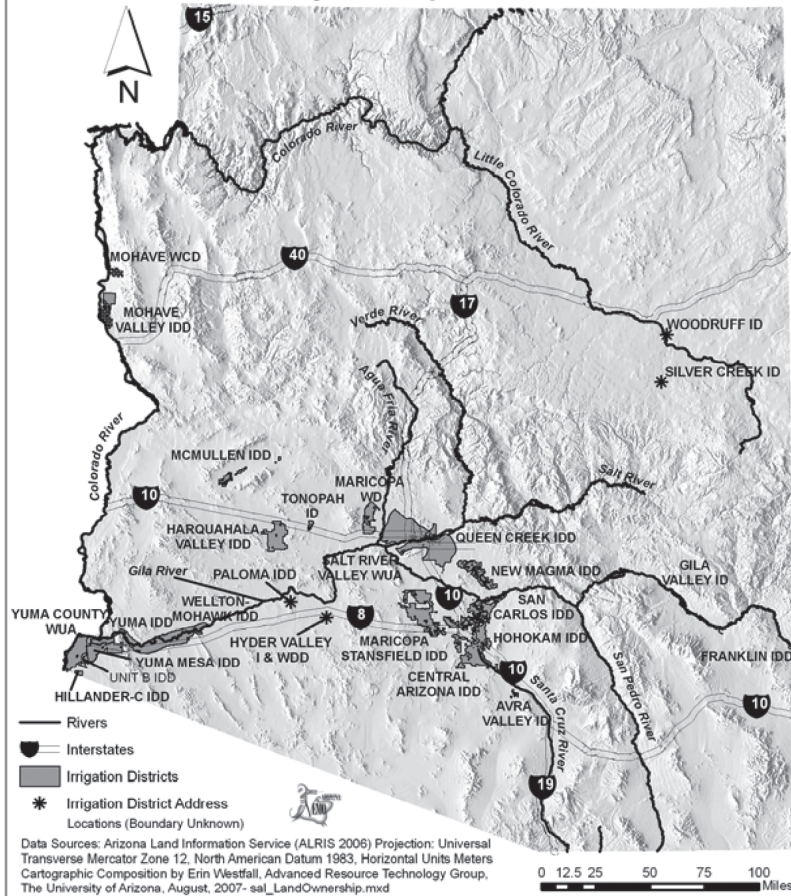 15
N
Colorado River
Little Colorado River
MOHAVE WCD
40
17
MOHAVE
VALLEY IDD
Verde River
WOODRUFF ID
SILVER CREEK ID
Agua Fria River
Colorado River
MCMULLEN IDD
MARICOPA
WD
Salt River
10
TONOPAH
ID
HARQUAHALA
VALLEY IDD
QUEEN CREEK IDD
SALT RIVER
VALLEY WUA
Gila River
PALOMA IDD
NEW MAGMA IDD
GILA
VALLEY ID
WELLTON-
MOHAWK IDD
10
SAN
CARLOS IDD
YUMA COUNTY
WUA
YUMA IDD
8
HYDER VALLEY
I & WDD
MARICOPA
STANSFIELD IDD
HOHOKAM IDD
FRANKLIN IDD
YUMA MESA IDD
UNIT B IDD
CENTRAL
ARIZONA IDD
10
San Pedro River
HILLANDER-C IDD
Santa Cruz River
AVRA
VALLEY ID
10
19
Rivers
Interstates
Irrigation Districts
Irrigation District Address
Locations (Boundary Unknown)
Data Sources: Arizona Land Information Service (ALRIS 2006) Projection: Universal
Transverse Mercator Zone 12, North American Datum 1983, Horizontal Units Meters
Cartographic Composition by Erin Westfall, Advanced Resource Technology Group,
The University of Arizona, August, 2007- sal_LandOwnership.mxd
0 12.5 25 50 75 100
Miles